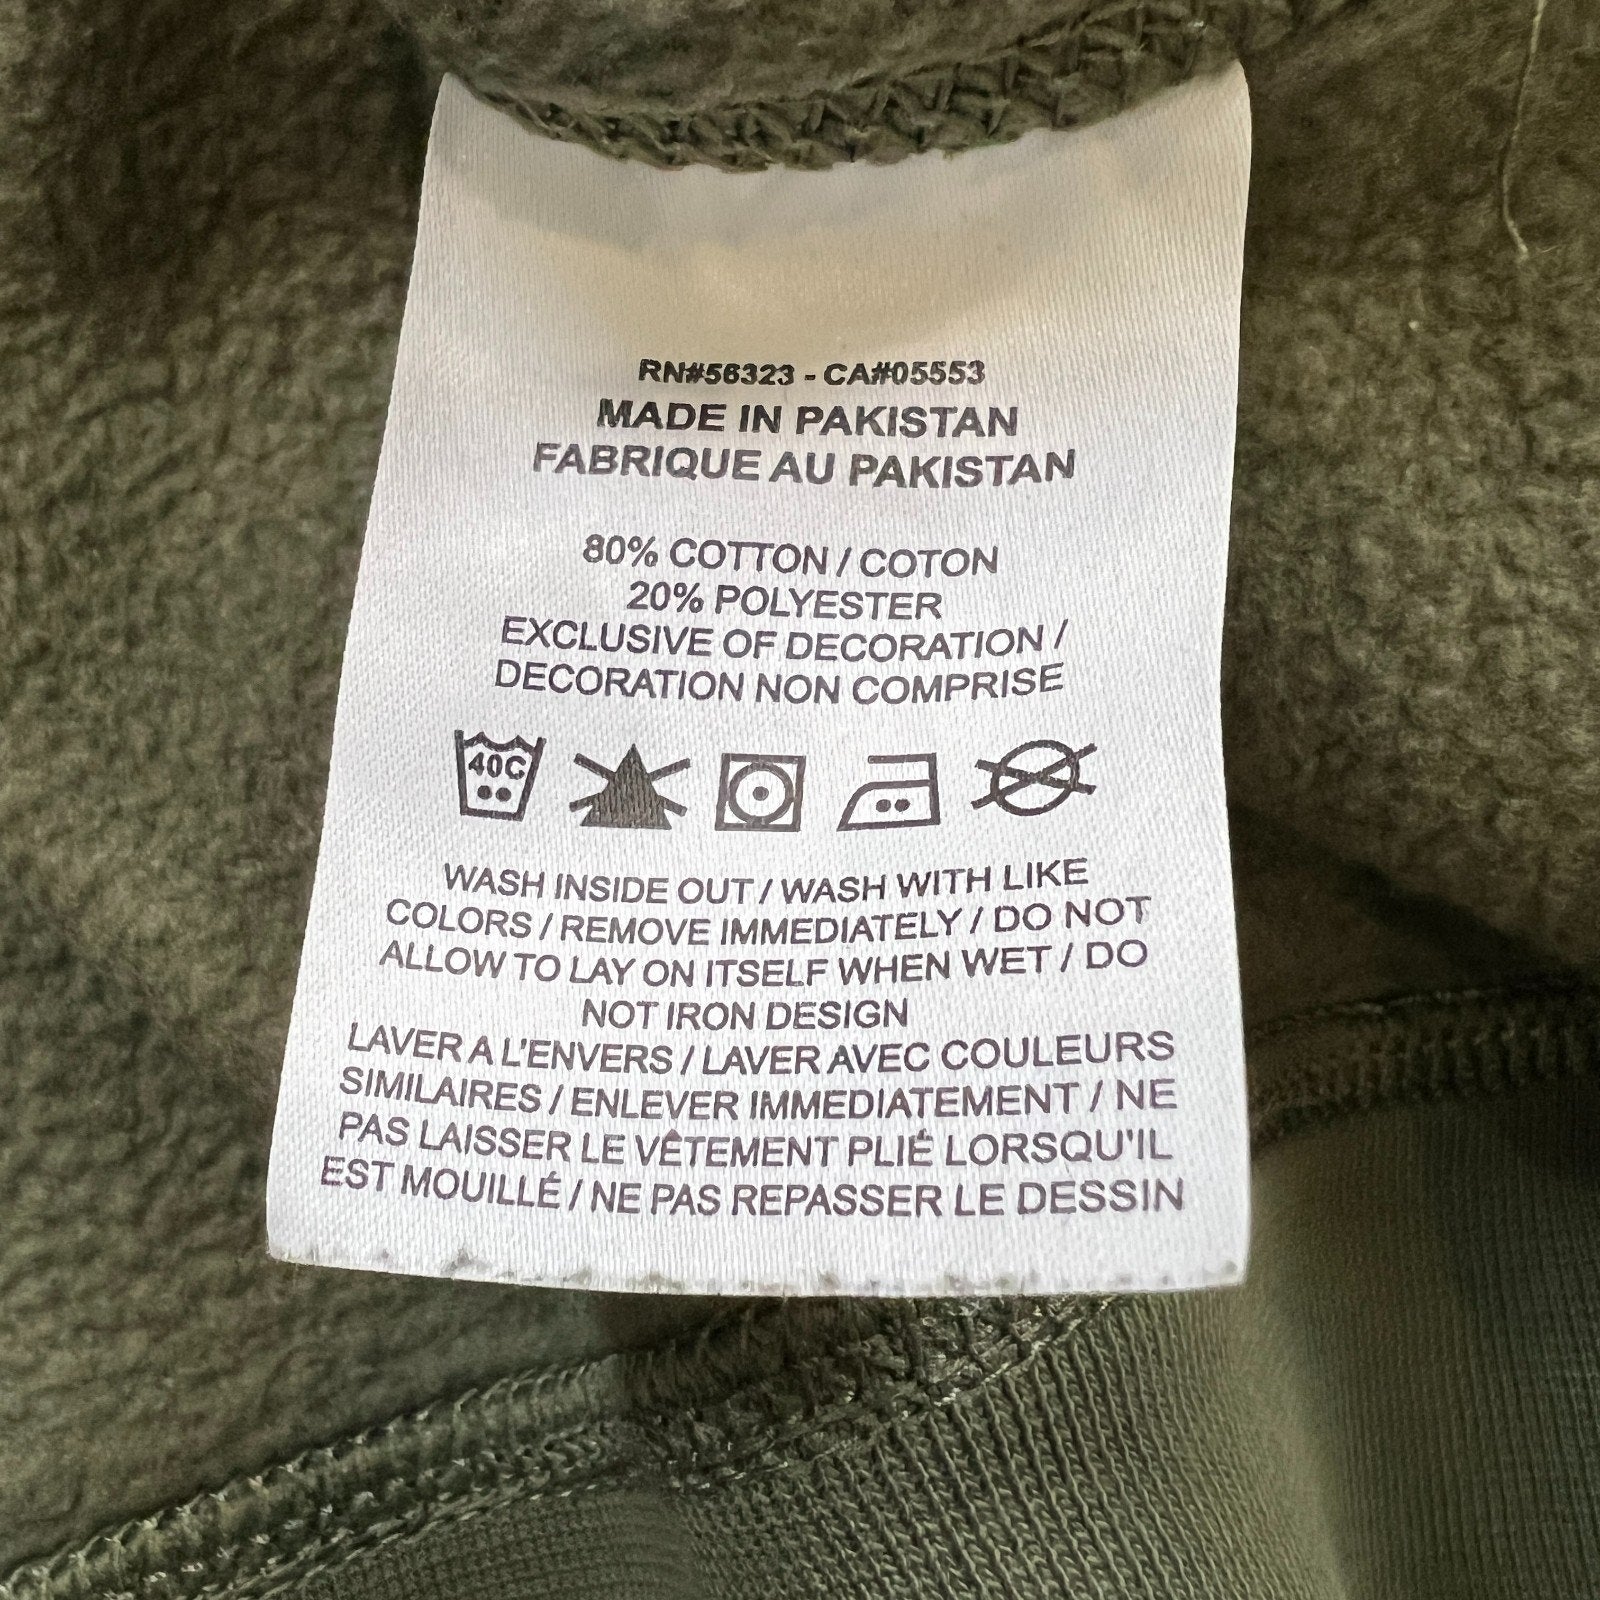 RN#56323 - CA#05553
MADE IN PAKISTAN
FABRIQUE AU PAKISTAN
80% COTTON / COTON
20% POLYESTER
EXCLUSIVE OF DECORATION /
DECORATION NON COMPRISE
40C
WASH INSIDE OUT / WASH WITH LIKE
COLORS / REMOVE IMMEDIATELY / DO NOT
ALLOW TO LAY ON ITSELF WHEN WET / DO
NOT IRON DESIGN
LAVER A L'ENVERS / LAVER AVEC COULEURS
SIMILAIRES / ENLEVER IMMEDIATEMENT / NE
PAS LAISSER LE VÊTEMENT PLIÉ LORSQU'IL
EST MOUILLÉ / NE PAS REPASSER LE DESSIN